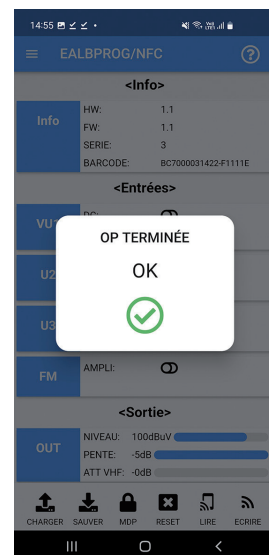 14:55
EALBPROG/NFC
<Info>
Info
HW: 1.1
FW: 1.1
SERIE: 3
BARCODE: BC7000031422-F1111E
<Entrées>
OP TERMINÉE
OK
U2
U3
FM
AMPLI:
<Sortie>
OUT
NIVEAU: 100dBuV
PENTE: -5dB
ATT VHF: -0dB
CHARGER SAUVER MDP RESET LIRE ECRIRE